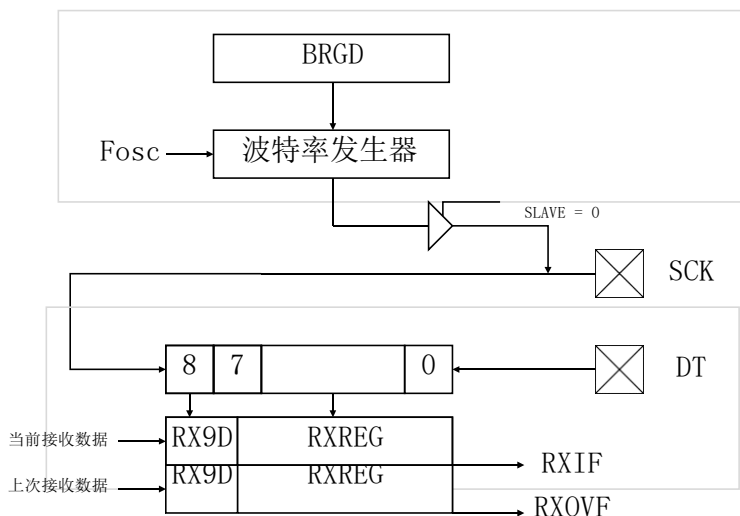 BRGD
Fosc
波特率发生器
SLAVE = 0
SCK
8 7 0
DT
当前接收数据
RX9D RXREG
RXIF
上次接收数据
RX9D RXREG
RXOVF